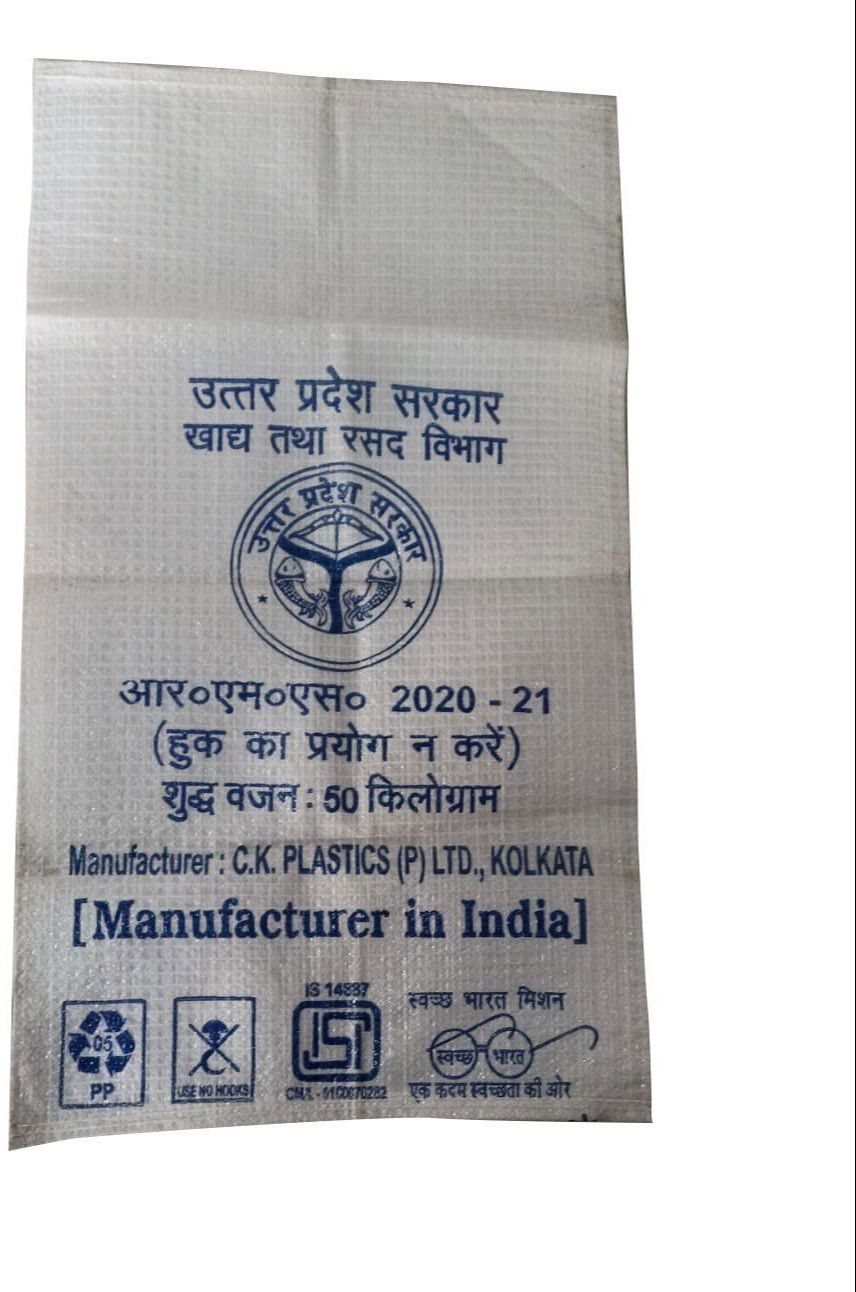 उत्तर प्रदेश सरकार
खाद्य तथा रसद विभाग
उत्तर प्रदेश सरकार
आर०एम०एस० 2020 - 21
(हुक का प्रयोग न करें)
शुद्ध वजन : 50 किलोग्राम
Manufacturer : C.K. PLASTICS (P) LTD., KOLKATA
[Manufacturer in India]
05
PP
USE NO HOOKS
IS 14887
ISI
CM/L -
स्वच्छ भारत मिशन
स्वच्छ भारत
एक कदम स्वच्छता की ओर